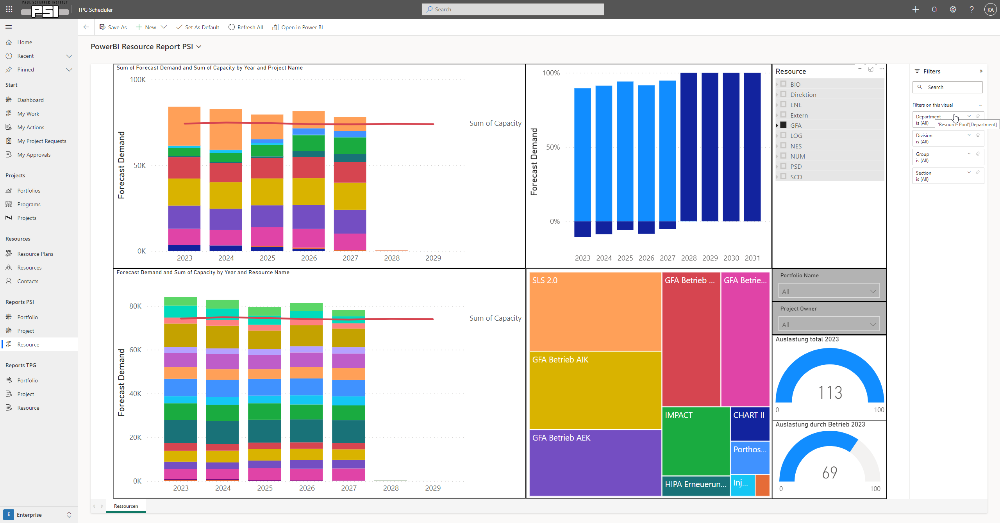 PAUL SCHERRER INSTITUT
PSI
TPG Scheduler
Search
KA
Save As
New
Set As Default
Refresh All
Open in Power BI
Home
Recent
Pinned
Start
Dashboard
My Work
My Actions
My Project Requests
My Approvals
Projects
Portfolios
Programs
Projects
Resources
Resource Plans
Resources
Contacts
Reports PSI
Portfolio
Project
Resource
Reports TPG
Portfolio
Project
Resource
E Enterprise
PowerBI Resource Report PSI
Sum of Forecast Demand and Sum of Capacity by Year and Project Name
Forecast Demand
100K
50K
0K
2023 2024 2025 2026 2027 2028 2029
Sum of Capacity
Forecast Demand
100%
50%
0%
2023 2024 2025 2026 2027 2028 2029 2030 2031
Resource
BIO
Direktion
ENE
Extern
GFA
LOG
NES
NUM
PSD
SCD
Filters
Search
Filters on this visual
Department
is (All)
'Resource Pool'[Department]
Division
is (All)
Group
is (All)
Section
is (All)
Forecast Demand and Sum of Capacity by Year and Resource Name
Forecast Demand
80K
60K
40K
20K
0K
2023 2024 2025 2026 2027 2028 2029
Sum of Capacity
SLS 2.0
GFA Betrieb ...
GFA Betrie...
GFA Betrieb AIK
GFA Betrieb AEK
IMPACT
CHART II
Porthos...
HIPA Erneuerun...
Inj...
Portfolio Name
All
Project Owner
All
Auslastung total 2023
113
0 100
Auslastung durch Betrieb 2023
69
0 100
Ressourcen